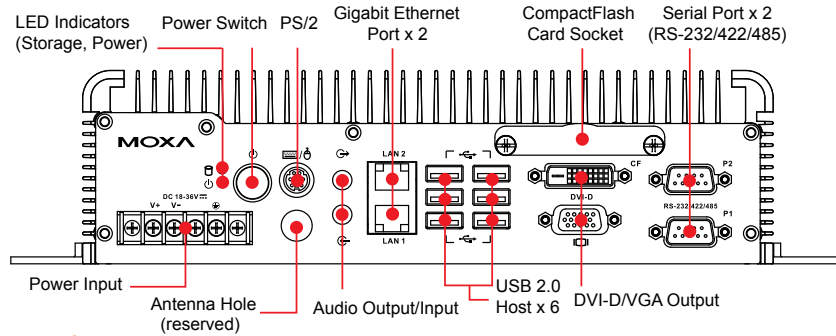 LED Indicators
(Storage, Power)
Power Switch
PS/2
Gigabit Ethernet
Port x 2
CompactFlash
Card Socket
Serial Port x 2
(RS-232/422/485)
MOXA
LAN 2
CF
P2
DVI-D
DC 18-36V
V+ V-
RS-232/422/485
P1
LAN 1
Power Input
Antenna Hole
(reserved)
Audio Output/Input
USB 2.0
Host x 6
DVI-D/VGA Output